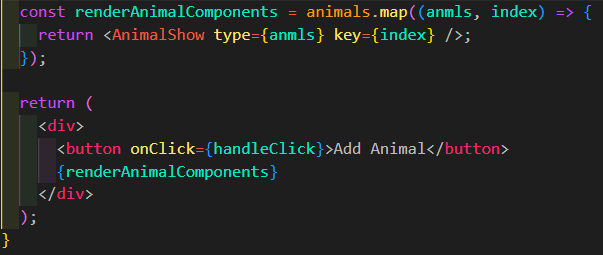 const renderAnimalComponents = animals.map((anmls, index) => {
return <AnimalShow type={anmls} key={index} />;
});
return (
<div>
<button onClick={handleClick}>Add Animal</button>
{renderAnimalComponents}
</div>
);
}